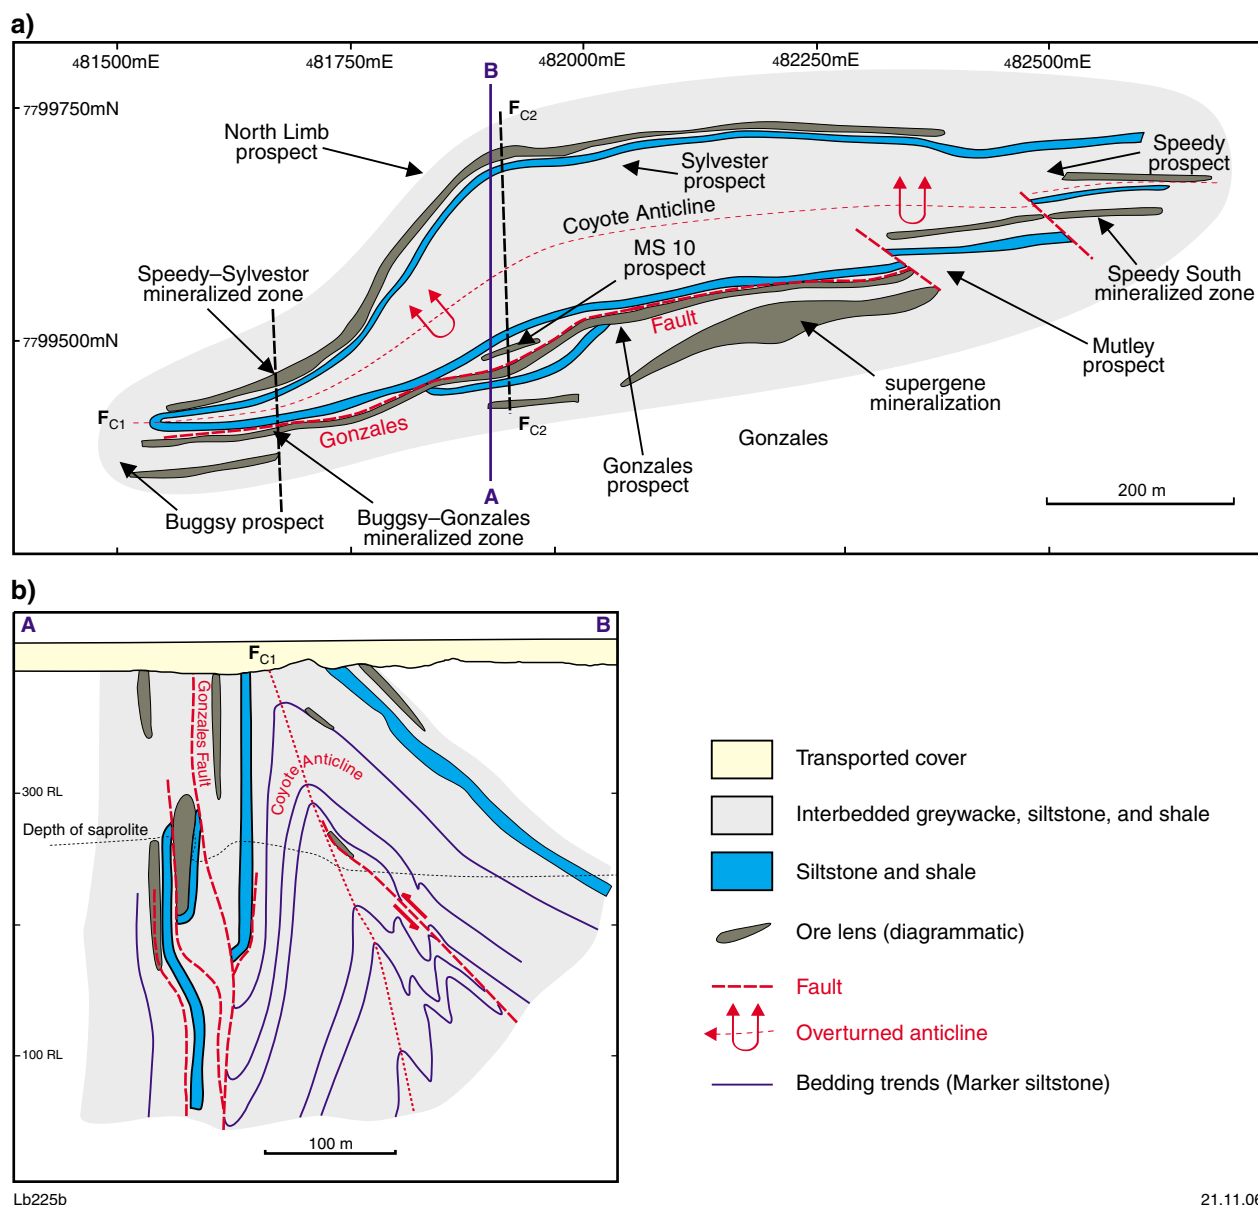 a)
481500mE
481750mE
482000mE
482250mE
482500mE
7799750mN
7799500mN
B
FC2
North Limb
prospect
Sylvester
prospect
Speedy
prospect
Coyote Anticline
MS 10
prospect
Speedy–Sylvestor
mineralized zone
Speedy South
mineralized zone
Fault
Mutley
prospect
supergene
mineralization
FC1
Gonzales
FC2
Gonzales
Gonzales
prospect
A
200 m
Buggsy prospect
Buggsy–Gonzales
mineralized zone
b)
A
B
FC1
Gonzales Fault
Coyote Anticline
300 RL
Depth of saprolite
100 RL
100 m
Transported cover
Interbedded greywacke, siltstone, and shale
Siltstone and shale
Ore lens (diagrammatic)
Fault
Overturned anticline
Bedding trends (Marker siltstone)
Lb225b
21.11.06